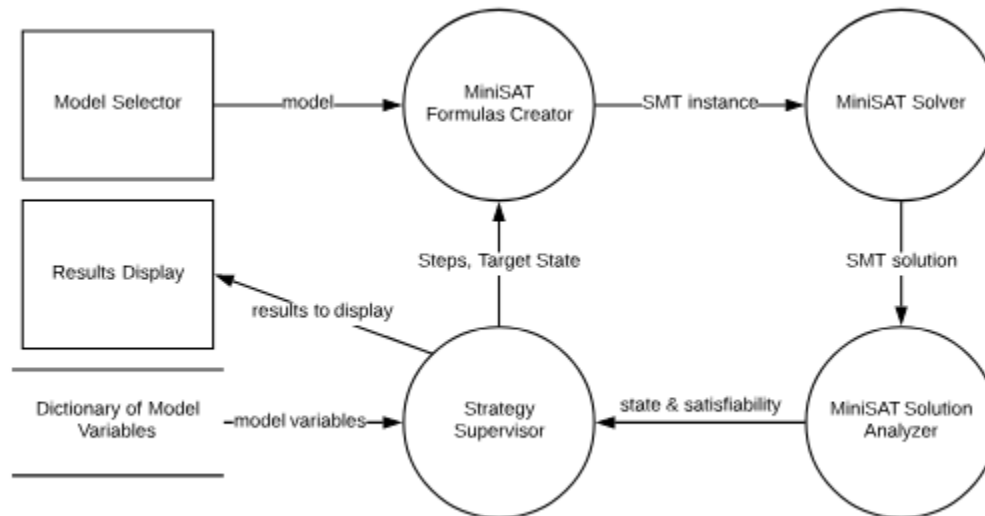 Model Selector
model
MiniSAT
Formulas Creator
SMT instance
MiniSAT Solver
Results Display
Steps, Target State
SMT solution
results to display
Dictionary of Model
Variables
model variables
Strategy
Supervisor
state & satisfiability
MiniSAT Solution
Analyzer